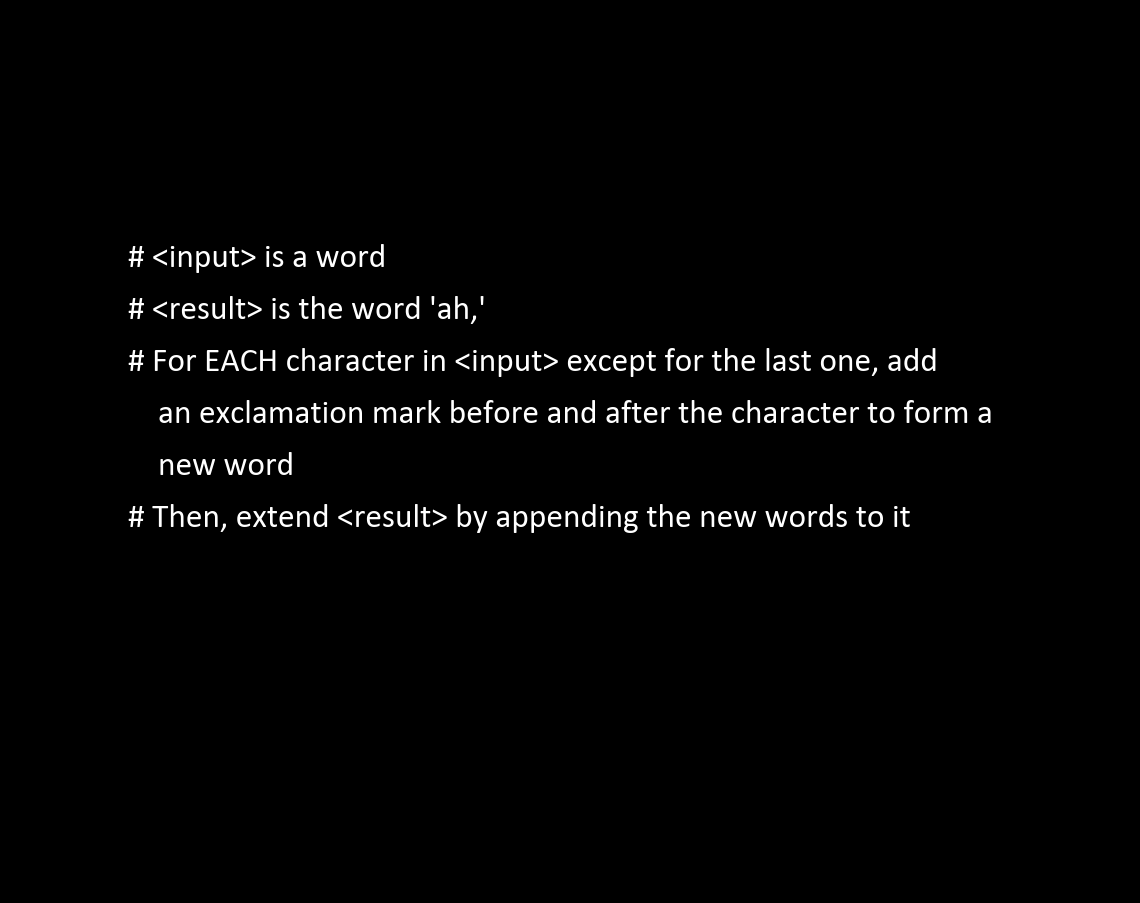 # <input> is a word
# <result> is the word 'ah,'
# For EACH character in <input> except for the last one, add
an exclamation mark before and after the character to form a
new word
# Then, extend <result> by appending the new words to it